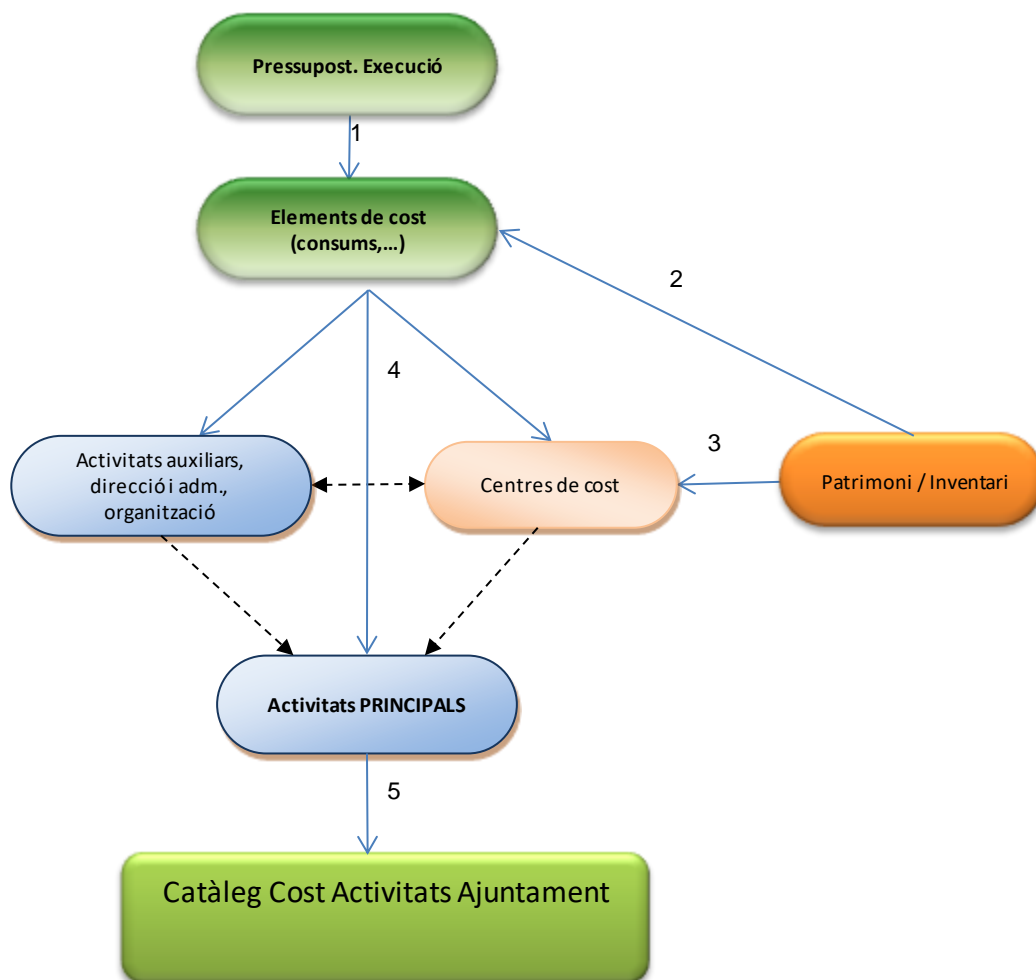 Pressupost. Execució
1
Elements de cost
(consums,...)
2
4
3
Activitats auxiliars,
direcció i adm.,
organització
Centres de cost
Patrimoni / Inventari
Activitats PRINCIPALS
5
Catàleg Cost Activitats Ajuntament